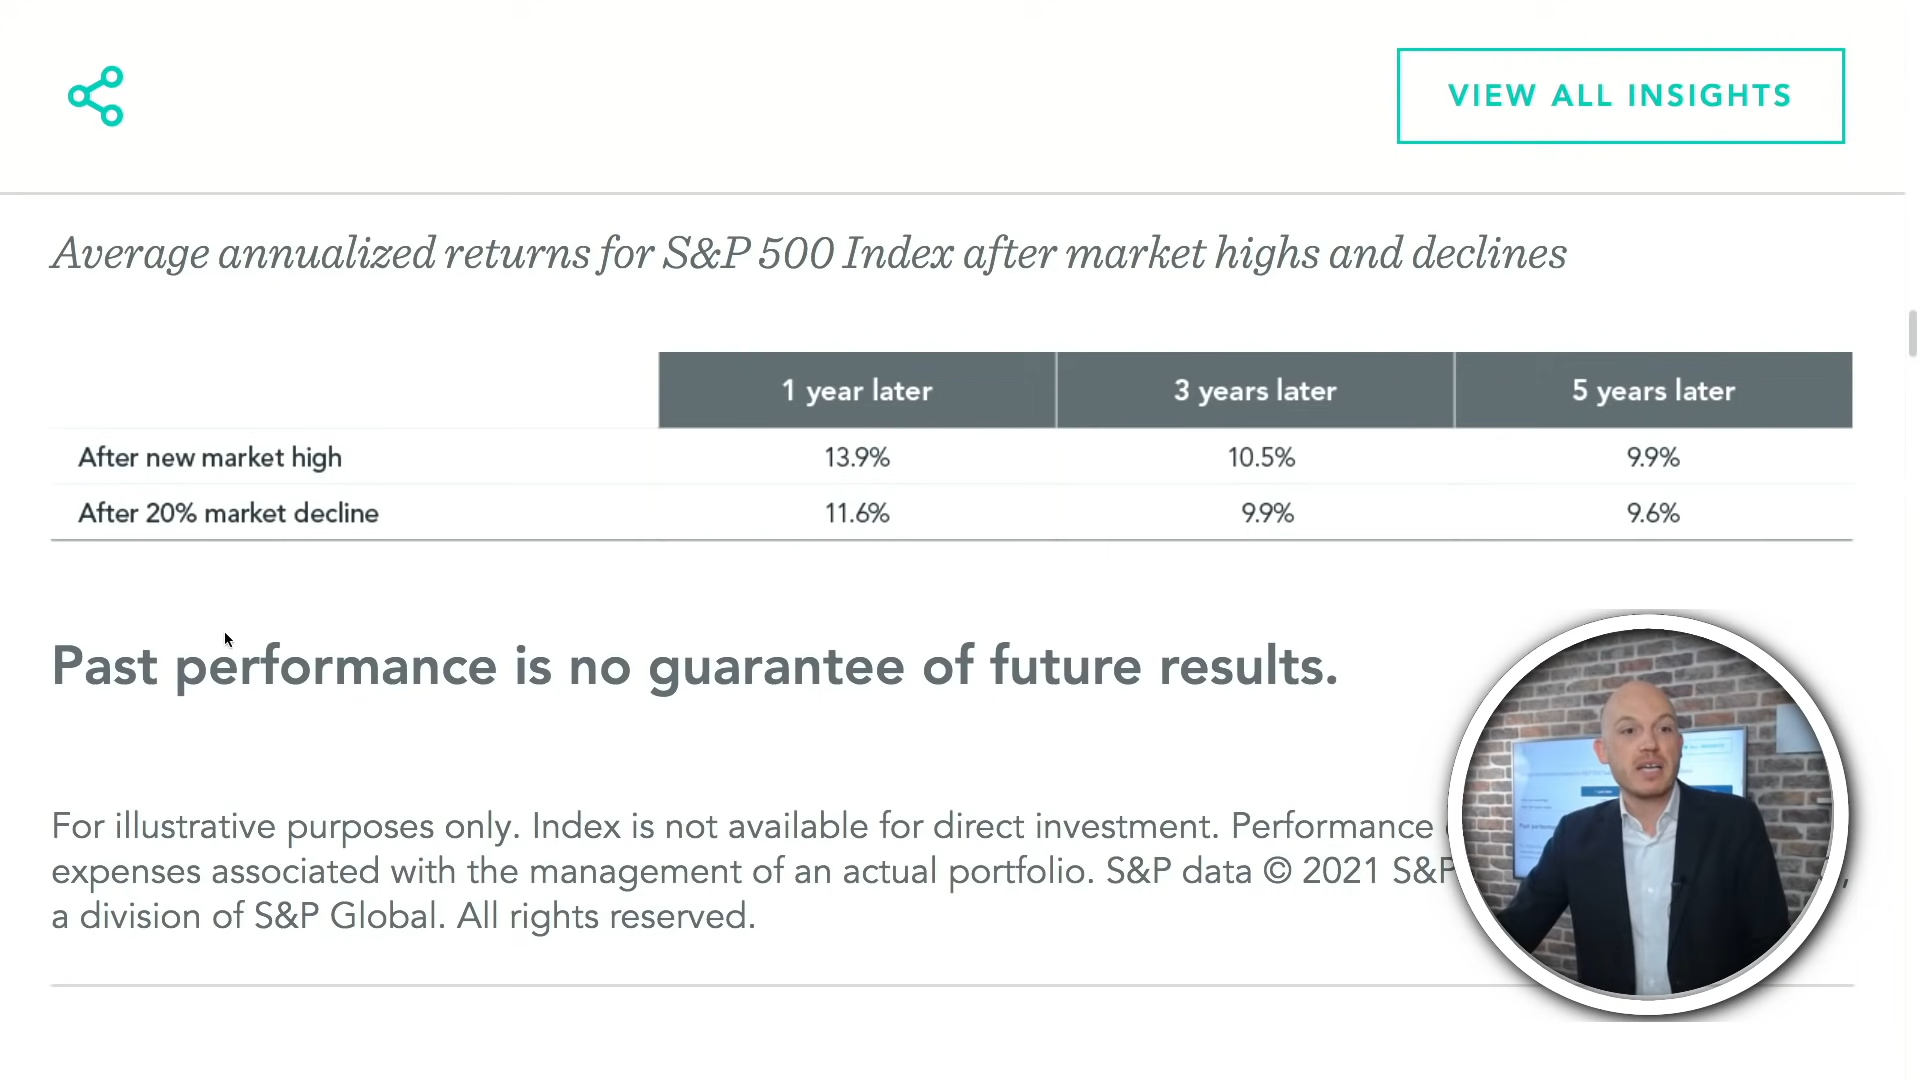 VIEW ALL INSIGHTS
Average annualized returns for S&P 500 Index after market highs and declines
1 year later 3 years later 5 years later
After new market high 13.9% 10.5% 9.9%
After 20% market decline 11.6% 9.9% 9.6%
Past performance is no guarantee of future results.
For illustrative purposes only. Index is not available for direct investment. Performance
expenses associated with the management of an actual portfolio. S&P data © 2021 S&P
a division of S&P Global. All rights reserved.